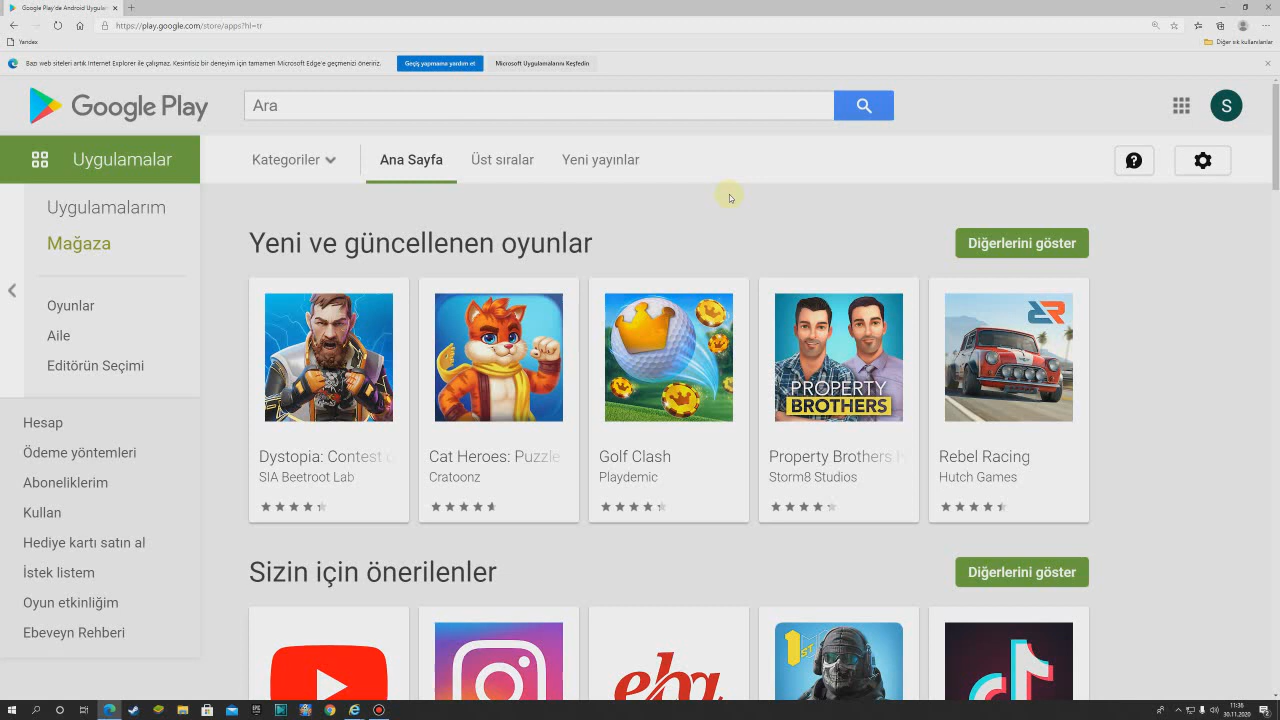 Google Play'de Android Uygulam
https://play.google.com/store/apps?hl=tr
Yandex
Diğer sık kullanılanlar
Bazı web siteleri artık Internet Explorer ile çalışmaz. Kesintisiz bir deneyim için tamamen Microsoft Edge'e geçmenizi öneririz.
Geçiş yapmama yardım et
Microsoft Uygulamalarını Keşfedin
Google Play
Ara
S
Uygulamalar
Kategoriler
Ana Sayfa
Üst sıralar
Yeni yayınlar
Uygulamalarım
Mağaza
Oyunlar
Aile
Editörün Seçimi
Hesap
Ödeme yöntemleri
Aboneliklerim
Kullan
Hediye kartı satın al
İstek listem
Oyun etkinliğim
Ebeveyn Rehberi
Yeni ve güncellenen oyunlar
Diğerlerini göster
PROPERTY
BROTHERS
Dystopia: Contest
SIA Beetroot Lab
Cat Heroes: Puzzle
Cratoonz
Golf Clash
Playdemic
Property Brothers
Storm8 Studios
Rebel Racing
Hutch Games
Sizin için önerilenler
Diğerlerini göster
eba
1ST
11:36
30.11.2020